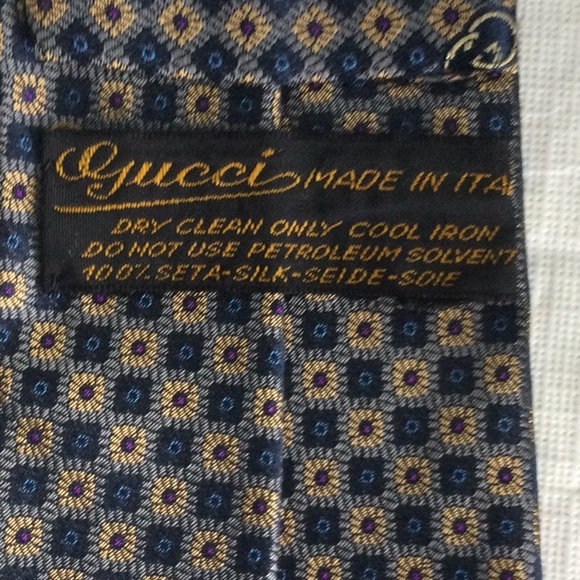 Gucci MADE IN ITA
DRY CLEAN ONLY COOL IRON
DO NOT USE PETROLEUM SOLVENT
100% SETA-SILK-SEIDE-SOIE